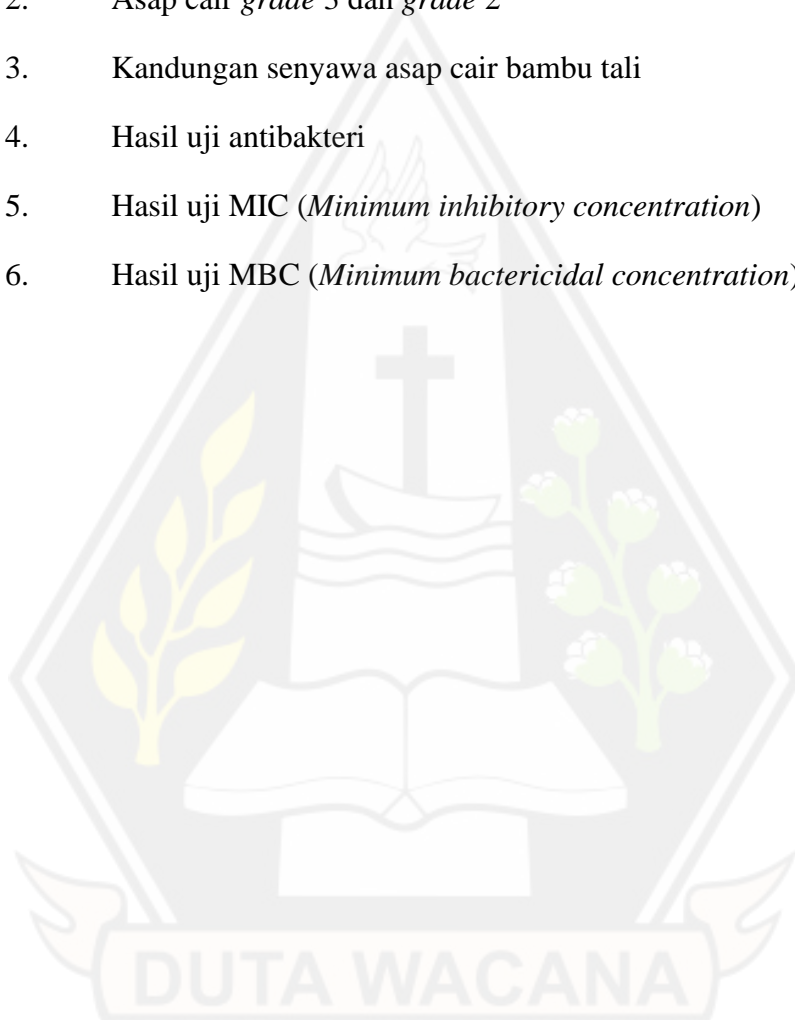 2. Asap cair grade 3 dan grade 2
3. Kandungan senyawa asap cair bambu tali
4. Hasil uji antibakteri
5. Hasil uji MIC (Minimum inhibitory concentration)
6. Hasil uji MBC (Minimum bactericidal concentration)
DUTA WACANA